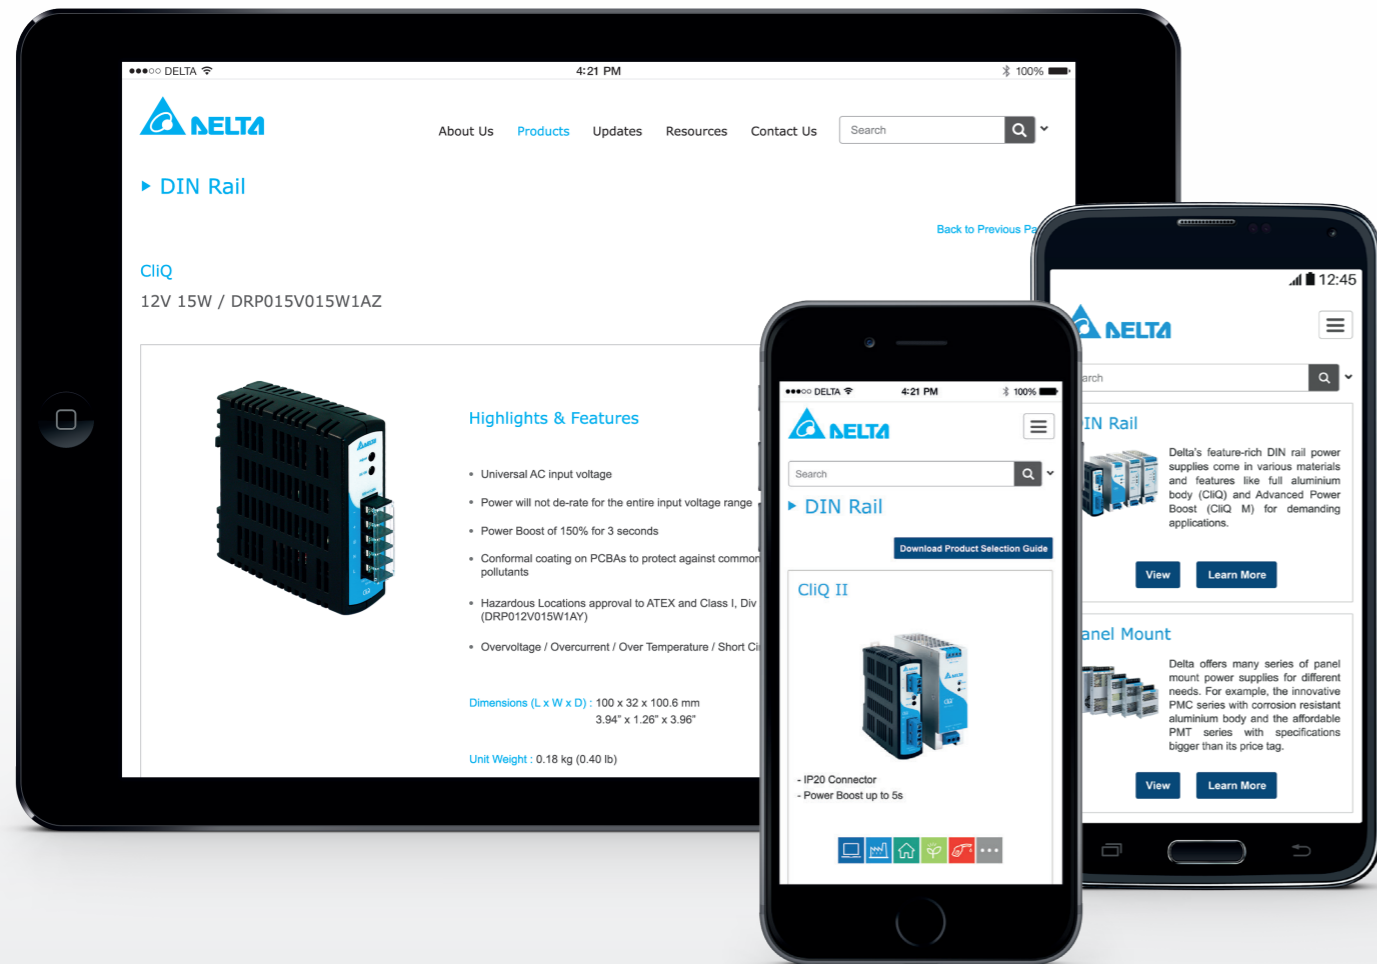 DELTA
4:21 PM
100%
DELTA
About Us Products Updates Resources Contact Us Search
DIN Rail
Back to Previous Pa
CliQ
12V 15W / DRP015V015W1AZ
Highlights & Features
• Universal AC input voltage
• Power will not de-rate for the entire input voltage range
• Power Boost of 150% for 3 seconds
• Conformal coating on PCBAs to protect against common
pollutants
• Hazardous Locations approval to ATEX and Class I, Div
(DRP012V015W1AY)
• Overvoltage / Overcurrent / Over Temperature / Short Ci
Dimensions (L x W x D) : 100 x 32 x 100.6 mm
3.94" x 1.26" x 3.96"
Unit Weight : 0.18 kg (0.40 lb)
DELTA
4:21 PM
100%
DELTA
Search
DIN Rail
Download Product Selection Guide
CliQ II
- IP20 Connector
- Power Boost up to 5s
12:45
DELTA
arch
IN Rail
Delta's feature-rich DIN rail power
supplies come in various materials
and features like full aluminium
body (CliQ) and Advanced Power
Boost (CliQ M) for demanding
applications.
View Learn More
anel Mount
Delta offers many series of panel
mount power supplies for different
needs. For example, the innovative
PMC series with corrosion resistant
aluminium body and the affordable
PMT series with specifications
bigger than its price tag.
View Learn More